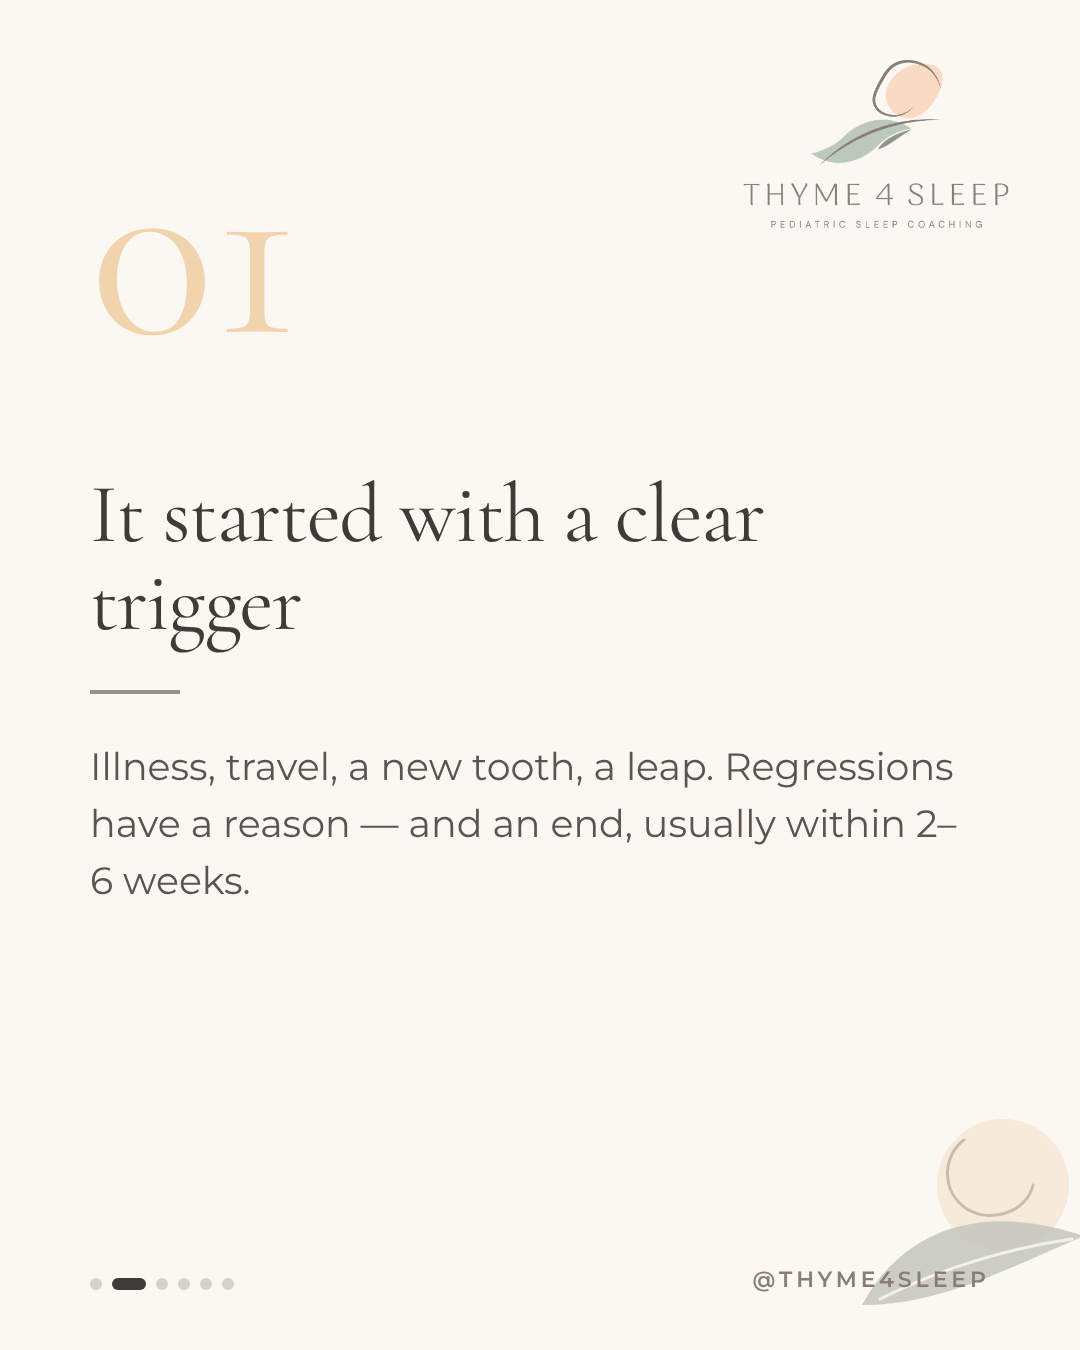 THYME 4 SLEEP
PEDIATRIC SLEEP COACHING
01
It started with a clear
trigger
Illness, travel, a new tooth, a leap. Regressions
have a reason — and an end, usually within 2–
6 weeks.
@THYME4SLEEP